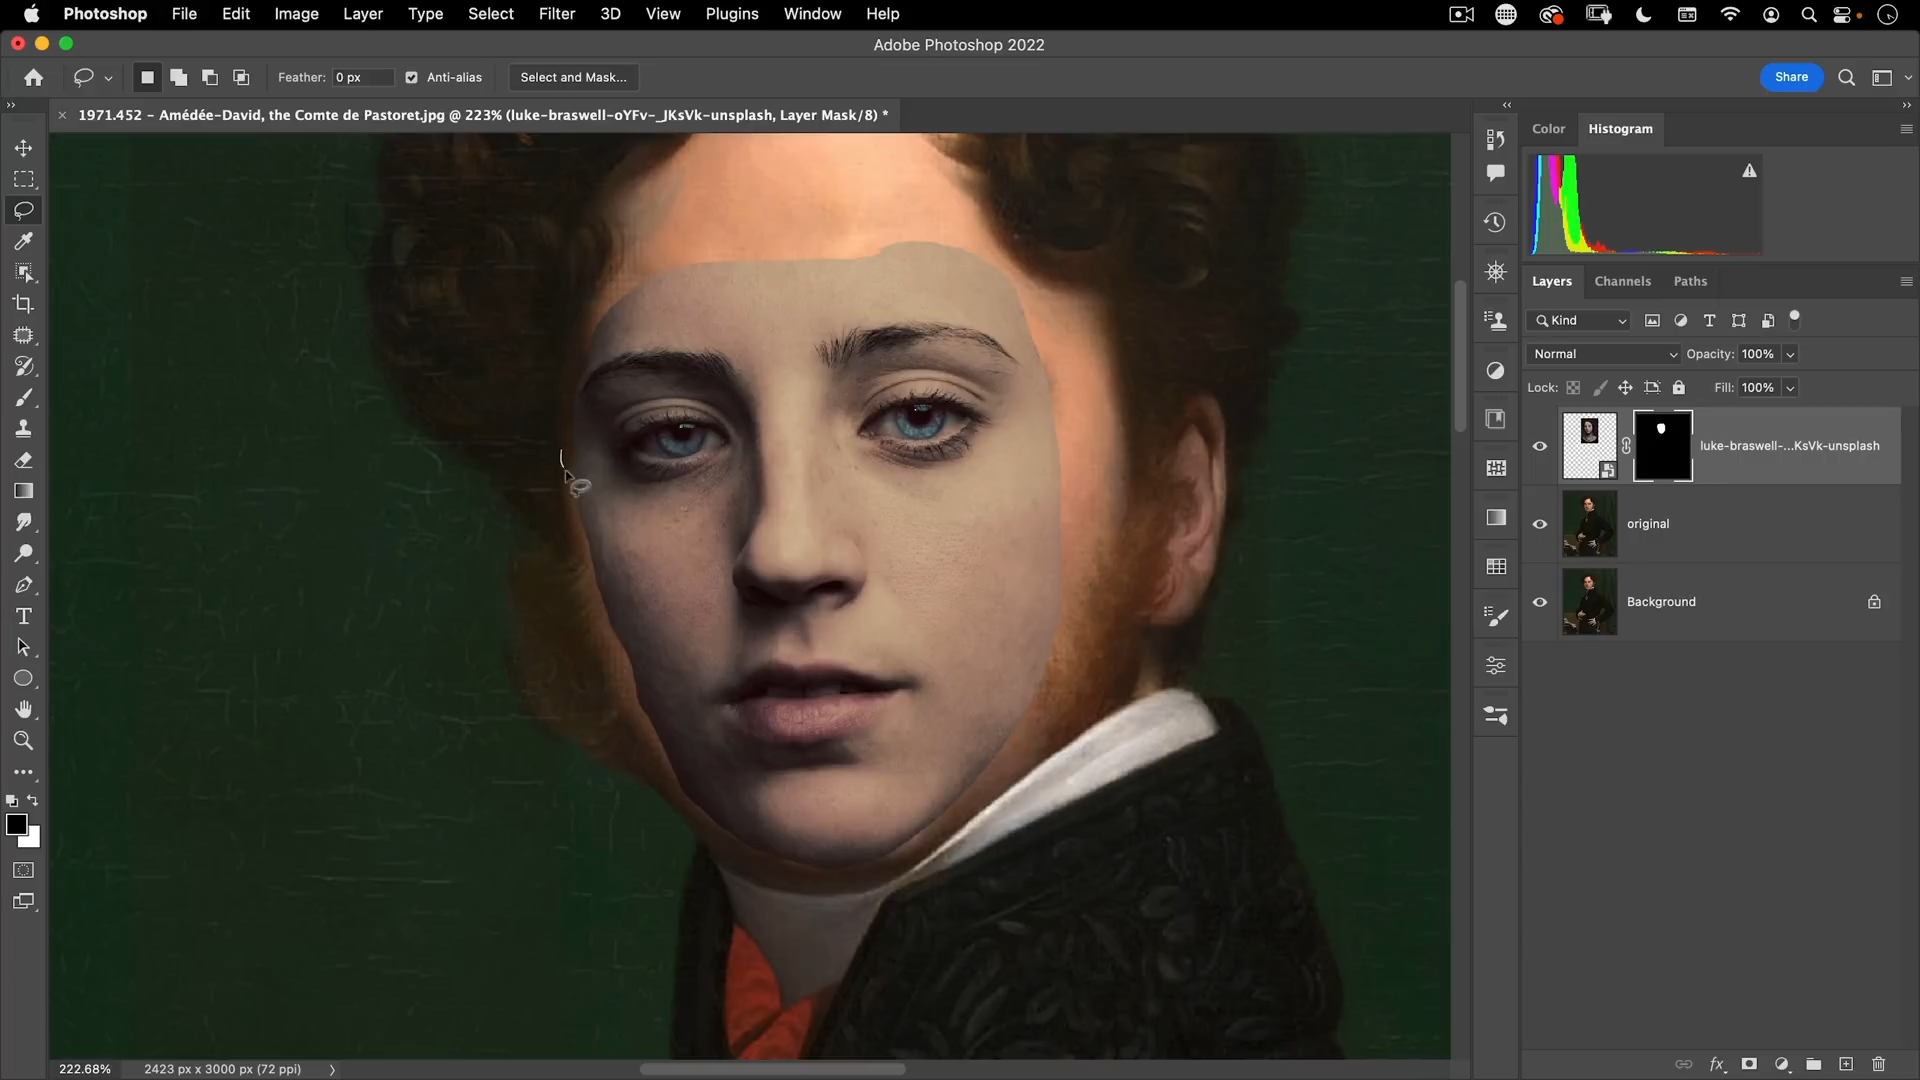 Photoshop File Edit Image Layer Type Select Filter 3D View Plugins Window Help
Adobe Photoshop 2022
Feather: 0 px Anti-alias Select and Mask... Share
1971.452 – Amédée-David, the Comte de Pastoret.jpg @ 223% (luke-braswell-oYFv-_JKsVk-unsplash, Layer Mask/8) *
Color Histogram
Layers Channels Paths
Kind
Normal Opacity: 100%
Lock: Fill: 100%
luke-braswell-...KsVk-unsplash
original
Background
222.68% 2423 px x 3000 px (72 ppi)